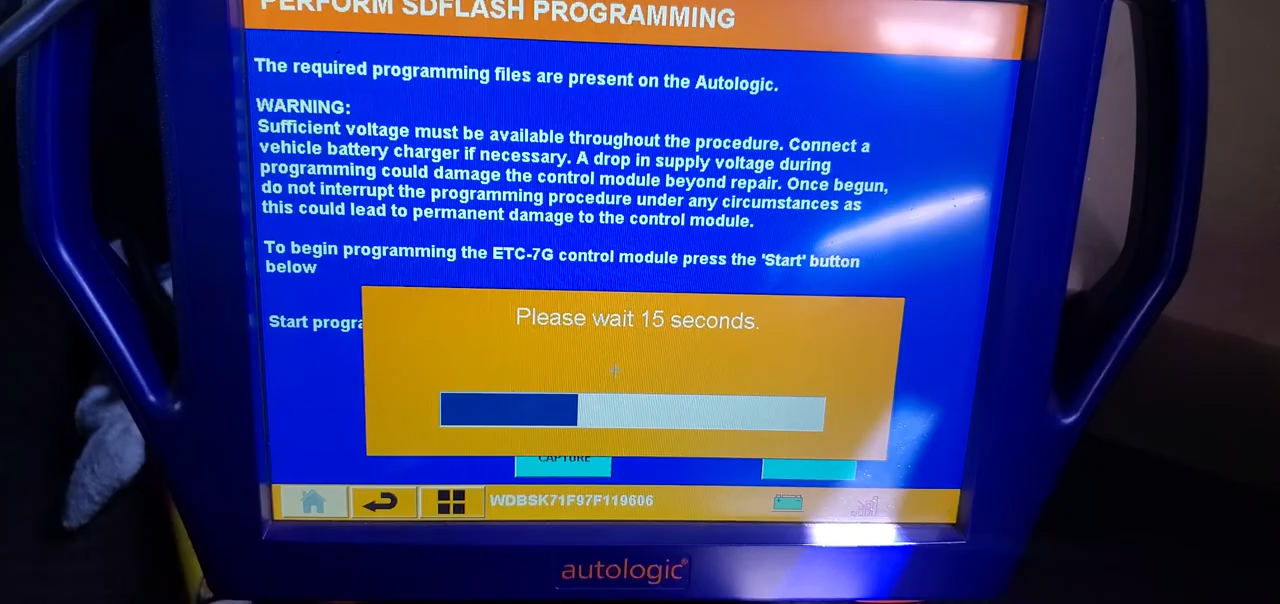 PERFORM SDFLASH PROGRAMMING
The required programming files are present on the Autologic.
WARNING:
Sufficient voltage must be available throughout the procedure. Connect a
vehicle battery charger if necessary. A drop in supply voltage during
programming could damage the control module beyond repair. Once begun,
do not interrupt the programming procedure under any circumstances as
this could lead to permanent damage to the control module.
To begin programming the ETC-7G control module press the 'Start' button
below
Start progra
Please wait 15 seconds.
CAPTURE
WDBSK71F97F119606
autologic